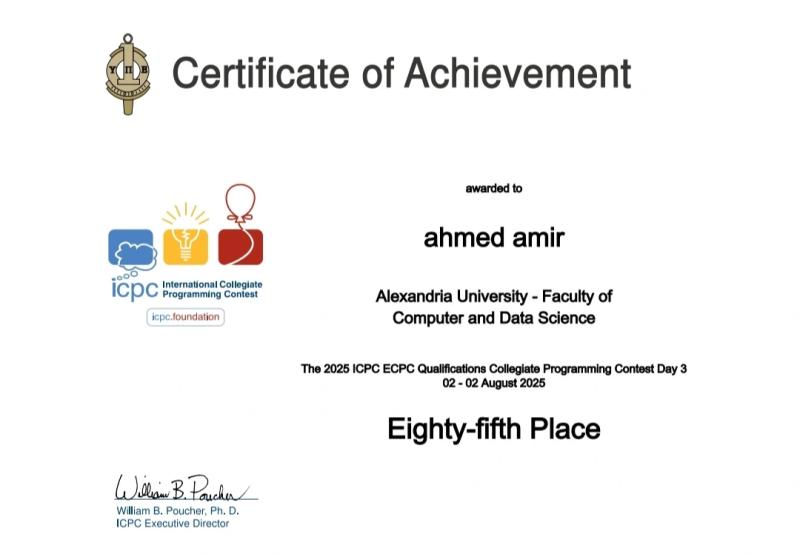 Certificate of Achievement
awarded to
ahmed amir
Alexandria University - Faculty of
Computer and Data Science
The 2025 ICPC ECPC Qualifications Collegiate Programming Contest Day 3
02 - 02 August 2025
Eighty-fifth Place
icpc International Collegiate
Programming Contest
icpc.foundation
William B. Poucher
William B. Poucher, Ph. D.
ICPC Executive Director